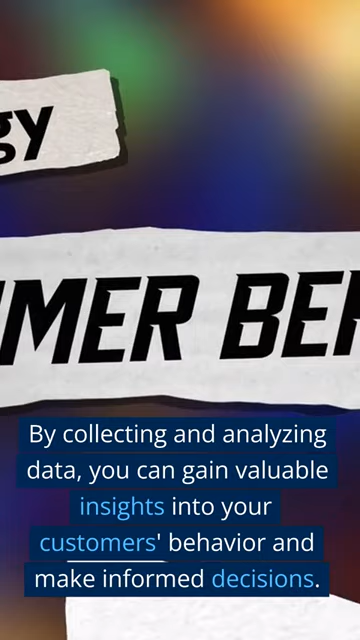 gy
MER BEH
By collecting and analyzing
data, you can gain valuable
insights into your
customers' behavior and
make informed decisions.